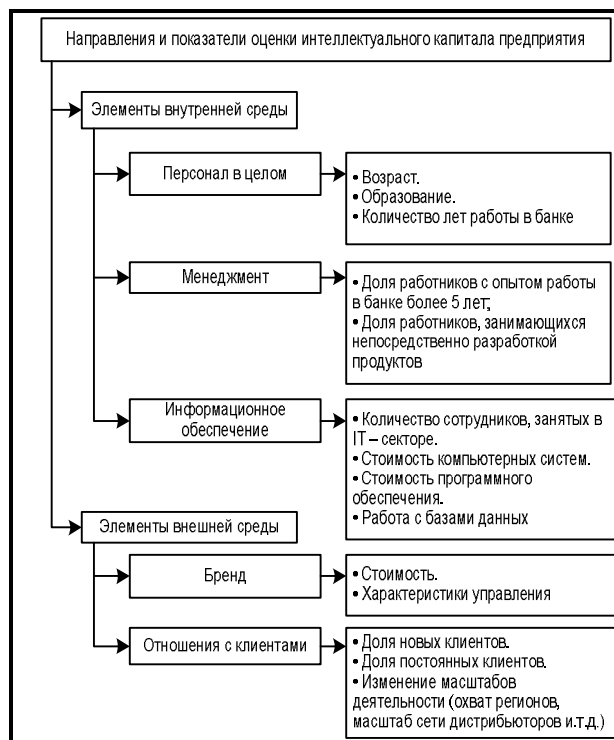 Направления и показатели оценки интеллектуального капитала предприятия
Элементы внутренней среды
Персонал в целом
• Возраст.
• Образование.
• Количество лет работы в банке
Менеджмент
• Доля работников с опытом работы
в банке более 5 лет;
• Доля работников, занимающихся
непосредственно разработкой
продуктов
Информационное
обеспечение
• Количество сотрудников, занятых в
IT – секторе.
• Стоимость компьютерных систем.
• Стоимость программного
обеспечения.
• Работа с базами данных
Элементы внешней среды
Бренд
• Стоимость.
• Характеристики управления
Отношения с клиентами
• Доля новых клиентов.
• Доля постоянных клиентов.
• Изменение масштабов
деятельности (охват регионов,
масштаб сети дистрибьюторов и.т.д.)